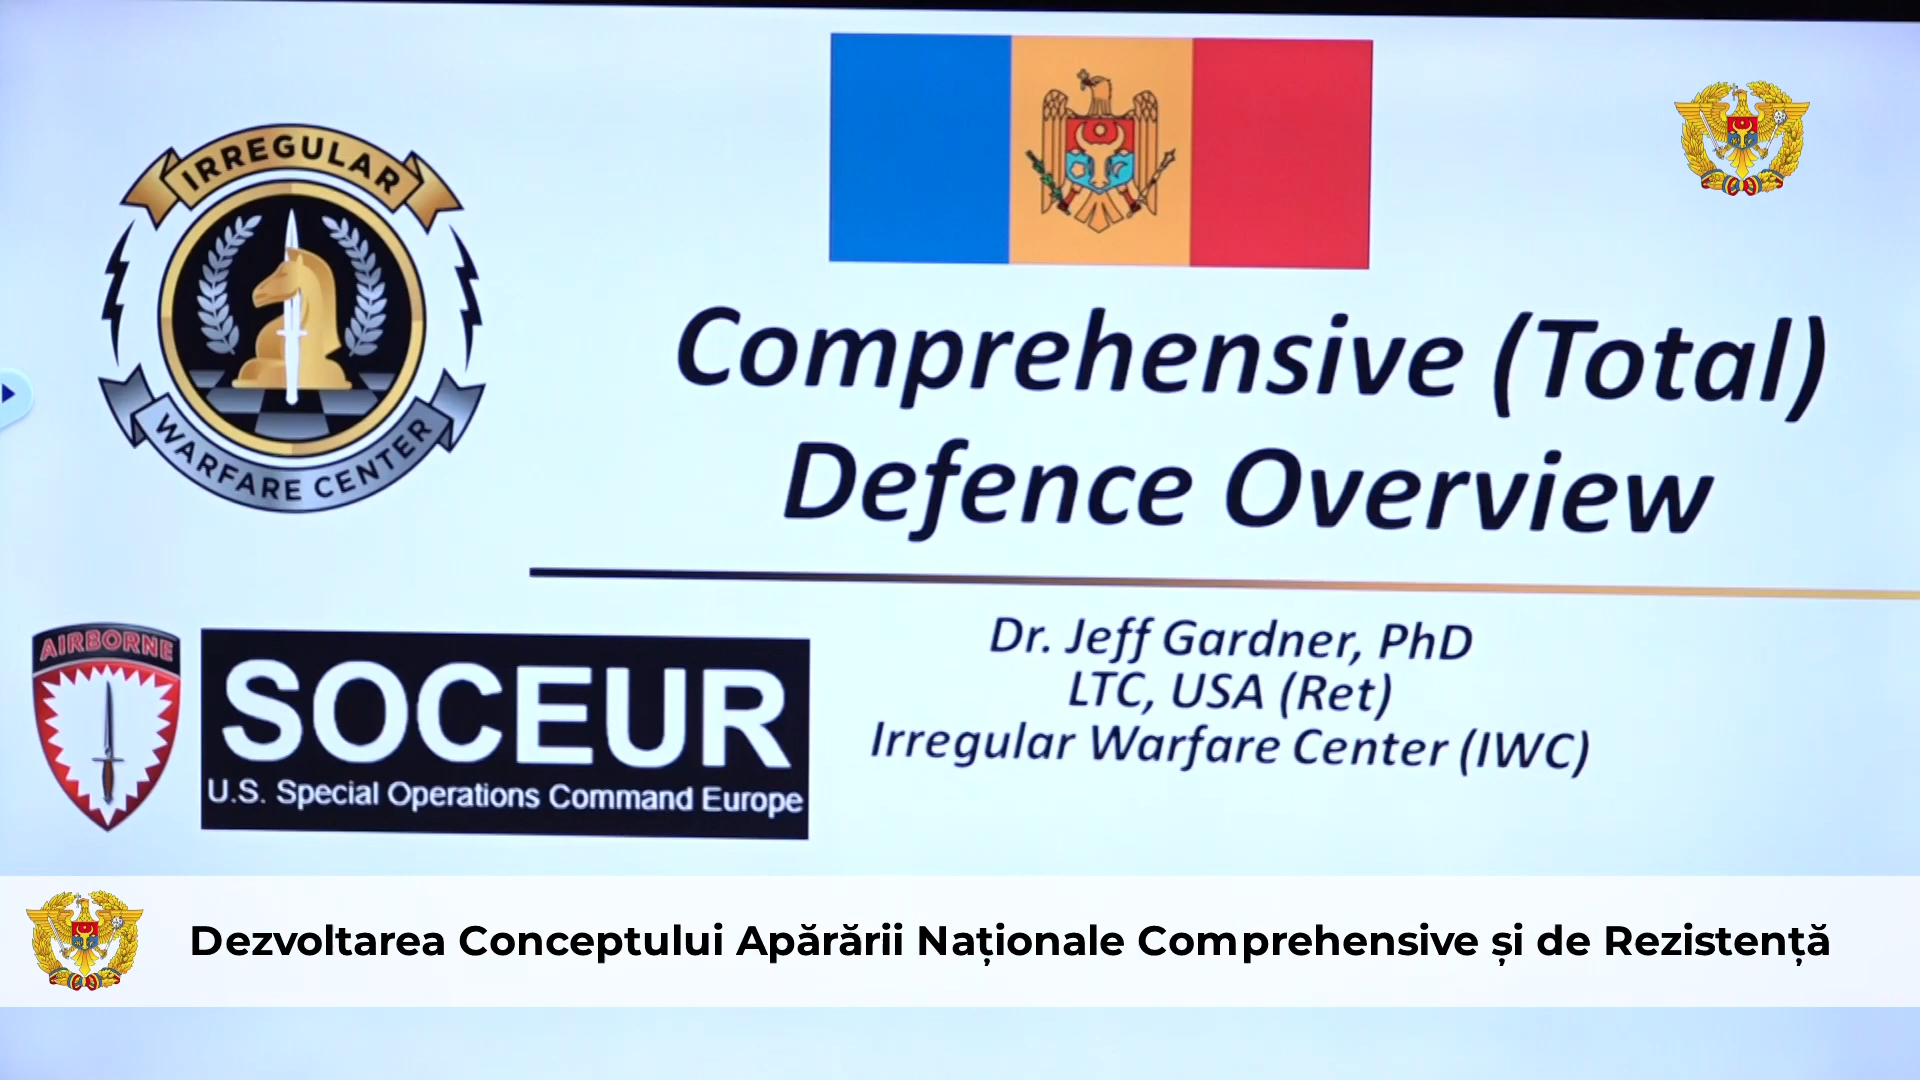 IRREGULAR
WARFARE CENTER
Comprehensive (Total)
Defence Overview
AIRBORNE
SOCEUR
U.S. Special Operations Command Europe
Dr. Jeff Gardner, PhD
LTC, USA (Ret)
Irregular Warfare Center (IWC)
Dezvoltarea Conceptului Apărării Naționale Comprehensive și de Rezistență